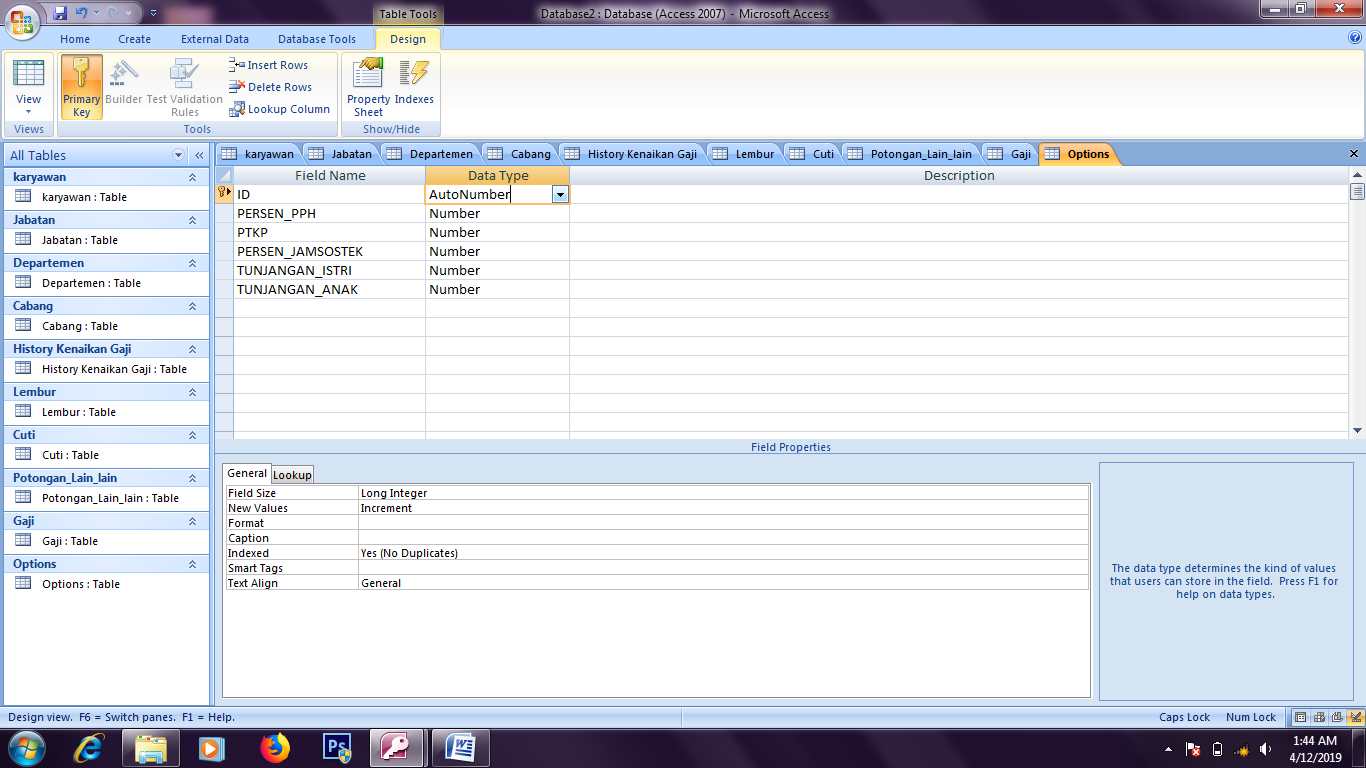 Table Tools
Database2 : Database (Access 2007) - Microsoft Access
Home Create External Data Database Tools Design
View
Primary Key
Builder
Test Validation Rules
Insert Rows
Delete Rows
Lookup Column
Property Sheet
Indexes
Views Tools Show/Hide
All Tables
karyawan
karyawan : Table
Jabatan
Jabatan : Table
Departemen
Departemen : Table
Cabang
Cabang : Table
History Kenaikan Gaji
History Kenaikan Gaji : Table
Lembur
Lembur : Table
Cuti
Cuti : Table
Potongan_Lain_lain
Potongan_Lain_lain : Table
Gaji
Gaji : Table
Options
Options : Table
karyawan Jabatan Departemen Cabang History Kenaikan Gaji Lembur Cuti Potongan_Lain_lain Gaji Options
Field Name Data Type Description
ID AutoNumber
PERSEN_PPH Number
PTKP Number
PERSEN_JAMSOSTEK Number
TUNJANGAN_ISTRI Number
TUNJANGAN_ANAK Number
Field Properties
General Lookup
Field Size Long Integer
New Values Increment
Format
Caption
Indexed Yes (No Duplicates)
Smart Tags
Text Align General
The data type determines the kind of values
that users can store in the field. Press F1 for
help on data types.
Design view. F6 = Switch panes. F1 = Help.
Caps Lock Num Lock
Ps
1:44 AM
4/12/2019